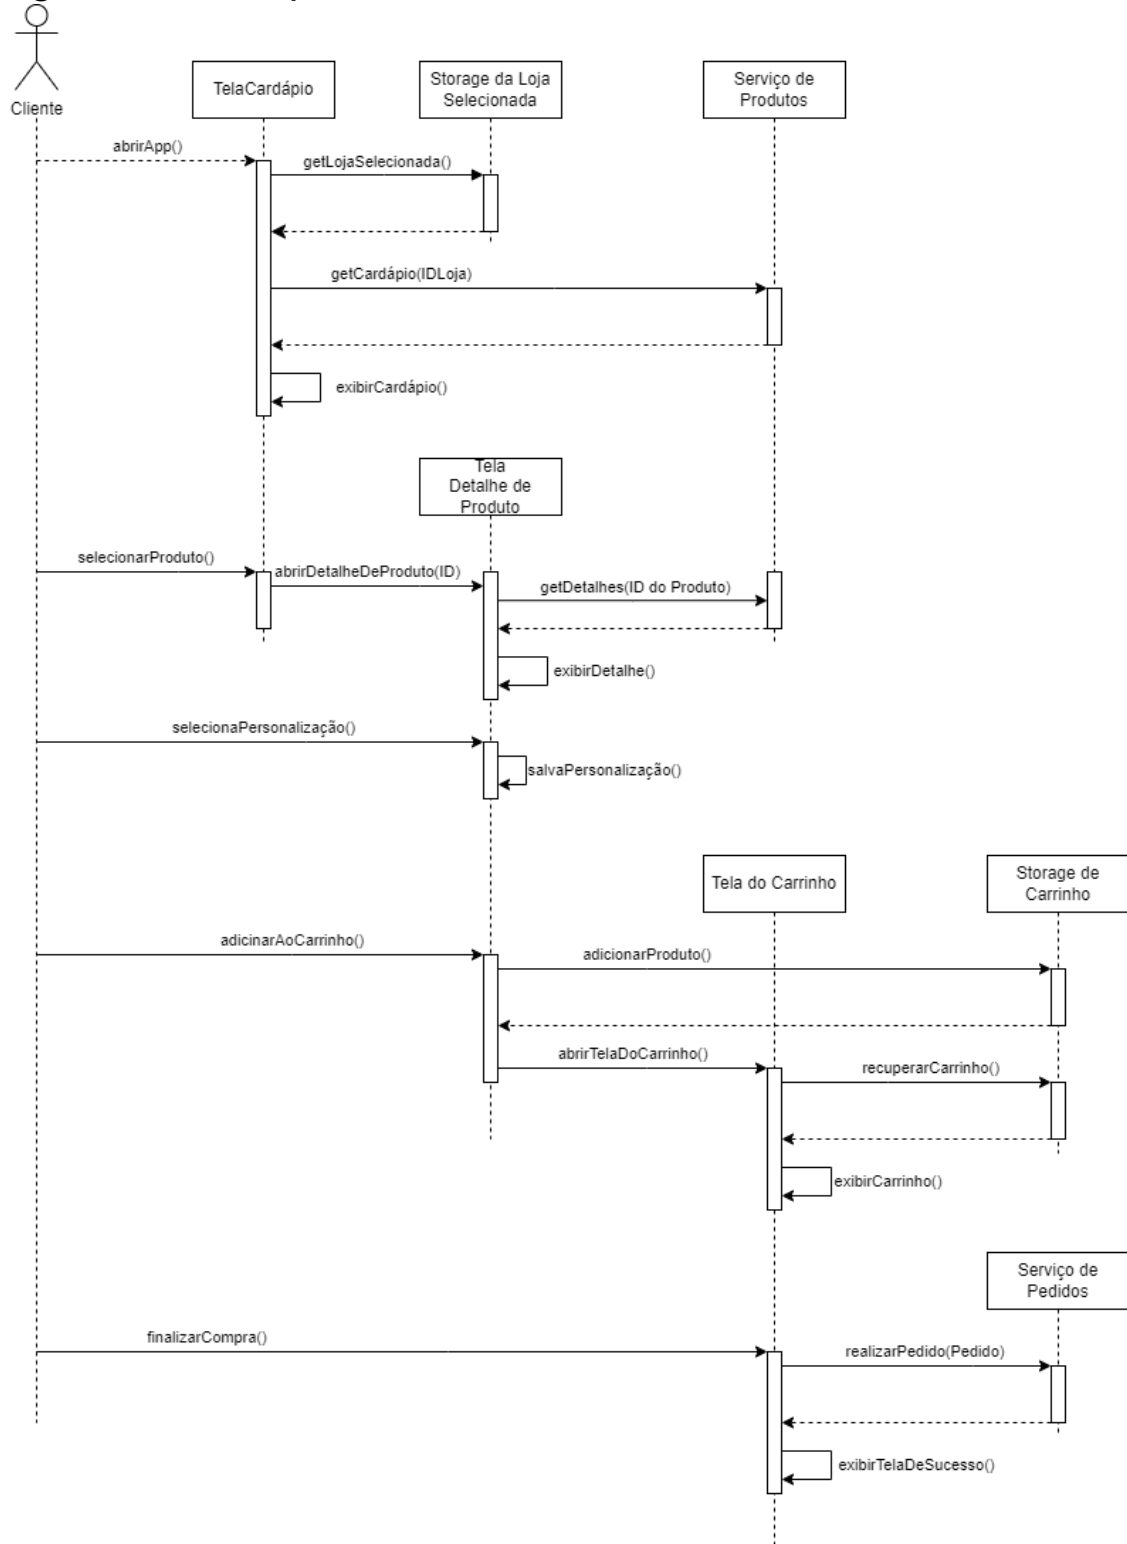 Cliente
TelaCardápio
Storage da Loja
Selecionada
Serviço de
Produtos
abrirApp()
getLojaSelecionada()
getCardápio(IDLoja)
exibirCardápio()
Tela
Detalhe de
Produto
selecionarProduto()
abrirDetalheDeProduto(ID)
getDetalhes(ID do Produto)
exibirDetalhe()
selecionaPersonalização()
salvaPersonalização()
Tela do Carrinho
Storage de
Carrinho
adicinarAoCarrinho()
adicionarProduto()
abrirTelaDoCarrinho()
recuperarCarrinho()
exibirCarrinho()
Serviço de
Pedidos
finalizarCompra()
realizarPedido(Pedido)
exibirTelaDeSucesso()